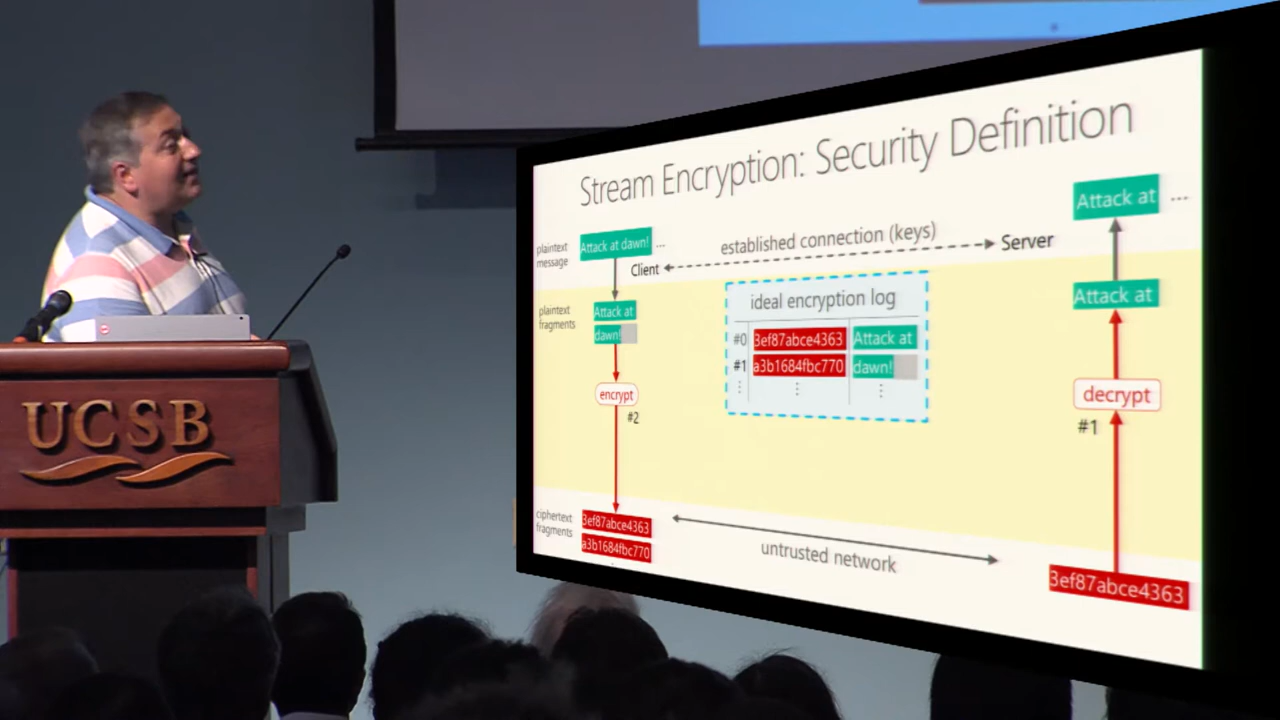 Stream Encryption: Security Definition
plaintext
message
Attack at dawn!
...
Client
established connection (keys)
Server
Attack at
...
plaintext
fragments
Attack at
dawn!
ideal encryption log
#0
3ef87abce4363
Attack at
#1
a3b1684fbc770
dawn!
Attack at
encrypt
#2
decrypt
#1
ciphertext
fragments
3ef87abce4363
a3b1684fbc770
untrusted network
3ef87abce4363
UCSB